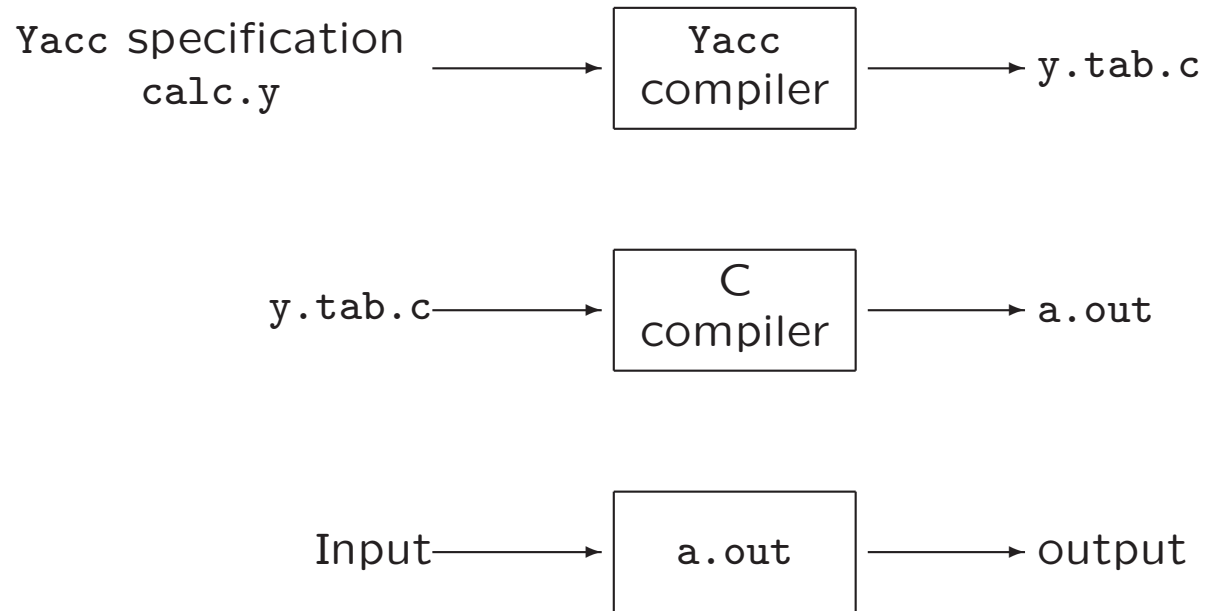 Yacc specification
calc.y
Yacc
compiler
y.tab.c
y.tab.c
C
compiler
a.out
Input
a.out
output